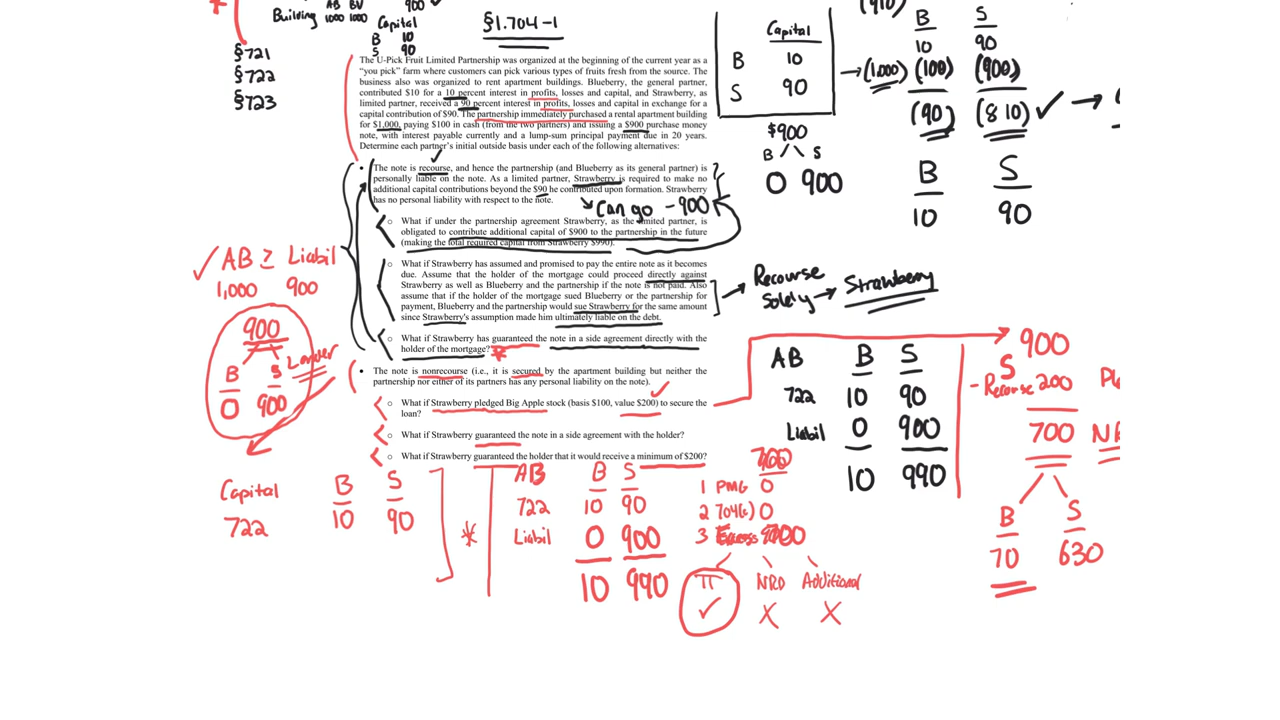 AB BV
Building 1000 1000
900
Capital
B 10
S 90
§1.704-1
§721
§722
§723
The U-Pick Fruit Limited Partnership was organized at the beginning of the current year as a
"you pick" farm where customers can pick various types of fruits fresh from the source. The
business also was organized to rent apartment buildings. Blueberry, the general partner,
contributed $10 for a 10 percent interest in profits, losses and capital, and Strawberry, as
limited partner, received a 90 percent interest in profits, losses and capital in exchange for a
capital contribution of $90. The partnership immediately purchased a rental apartment building
for $1,000, paying $100 in cash (from the two partners) and issuing a $900 purchase money
note, with interest payable currently and a lump-sum principal payment due in 20 years.
Determine each partner's initial outside basis under each of the following alternatives:
• The note is recourse, and hence the partnership (and Blueberry as its general partner) is
personally liable on the note. As a limited partner, Strawberry is required to make no
additional capital contributions beyond the $90 he contributed upon formation. Strawberry
has no personal liability with respect to the note.
Can go -900
o What if under the partnership agreement Strawberry, as the limited partner, is
obligated to contribute additional capital of $900 to the partnership in the future
(making the total required capital from Strawberry $990).
o What if Strawberry has assumed and promised to pay the entire note as it becomes
due. Assume that the holder of the mortgage could proceed directly against
Strawberry as well as Blueberry and the partnership if the note is not paid. Also
assume that if the holder of the mortgage sued Blueberry or the partnership for
payment, Blueberry and the partnership would sue Strawberry for the same amount
since Strawberry's assumption made him ultimately liable on the debt.
o What if Strawberry has guaranteed the note in a side agreement directly with the
holder of the mortgage?
• The note is nonrecourse (i.e., it is secured by the apartment building but neither the
partnership nor either of its partners has any personal liability on the note).
o What if Strawberry pledged Big Apple stock (basis $100, value $200) to secure the
loan?
o What if Strawberry guaranteed the note in a side agreement with the holder?
o What if Strawberry guaranteed the holder that it would receive a minimum of $200?
Capital
B 10
S 90
(1,000) (100) (900)
B S
10 90
(90) (810)
$900
B S
0 900
B S
10 90
Recourse
Solely → Strawberry
AB ≥ Liabil
1,000 900
900
B S
0 900
Lander
AB B S
722 10 90
Liabil 0 900
10 990
900
S
- Recourse 200
700
B S
70 630
Capital B S
722 10 90
AB B S
722 10 90
Liabil 0 900
10 990
700
1 PMG 0
2 704(c) 0
3 Excess 700
π NRD Additional
✓ X X